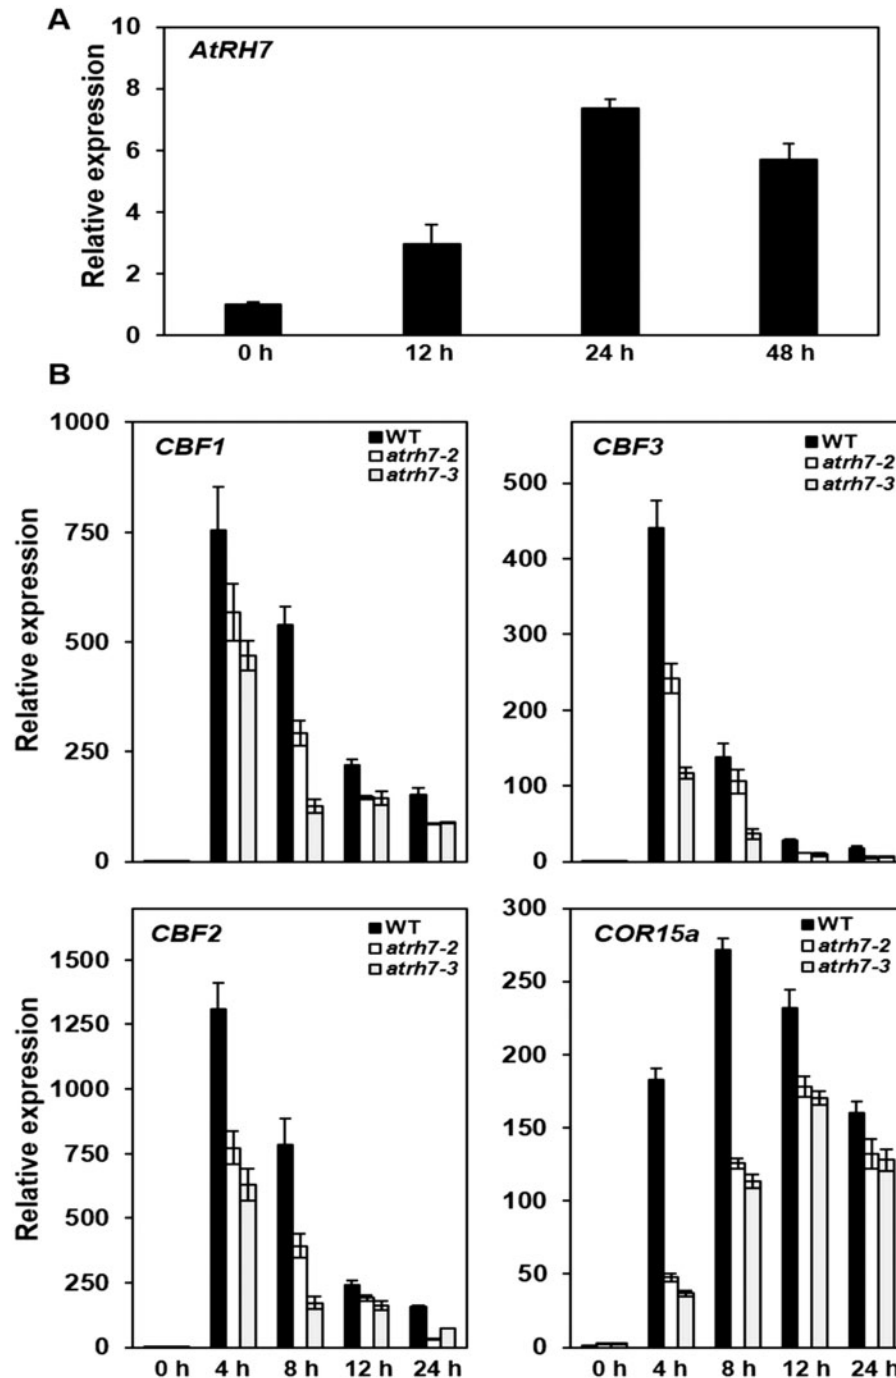 A
AtRH7
Relative expression
10
8
6
4
2
0
0 h 12 h 24 h 48 h
B
CBF1
WT
atrh7-2
atrh7-3
Relative expression
1000
750
500
250
0
CBF3
WT
atrh7-2
atrh7-3
500
400
300
200
100
0
CBF2
WT
atrh7-2
atrh7-3
Relative expression
1500
1250
1000
750
500
250
0
0 h 4 h 8 h 12 h 24 h
COR15a
WT
atrh7-2
atrh7-3
300
250
200
150
100
50
0
0 h 4 h 8 h 12 h 24 h